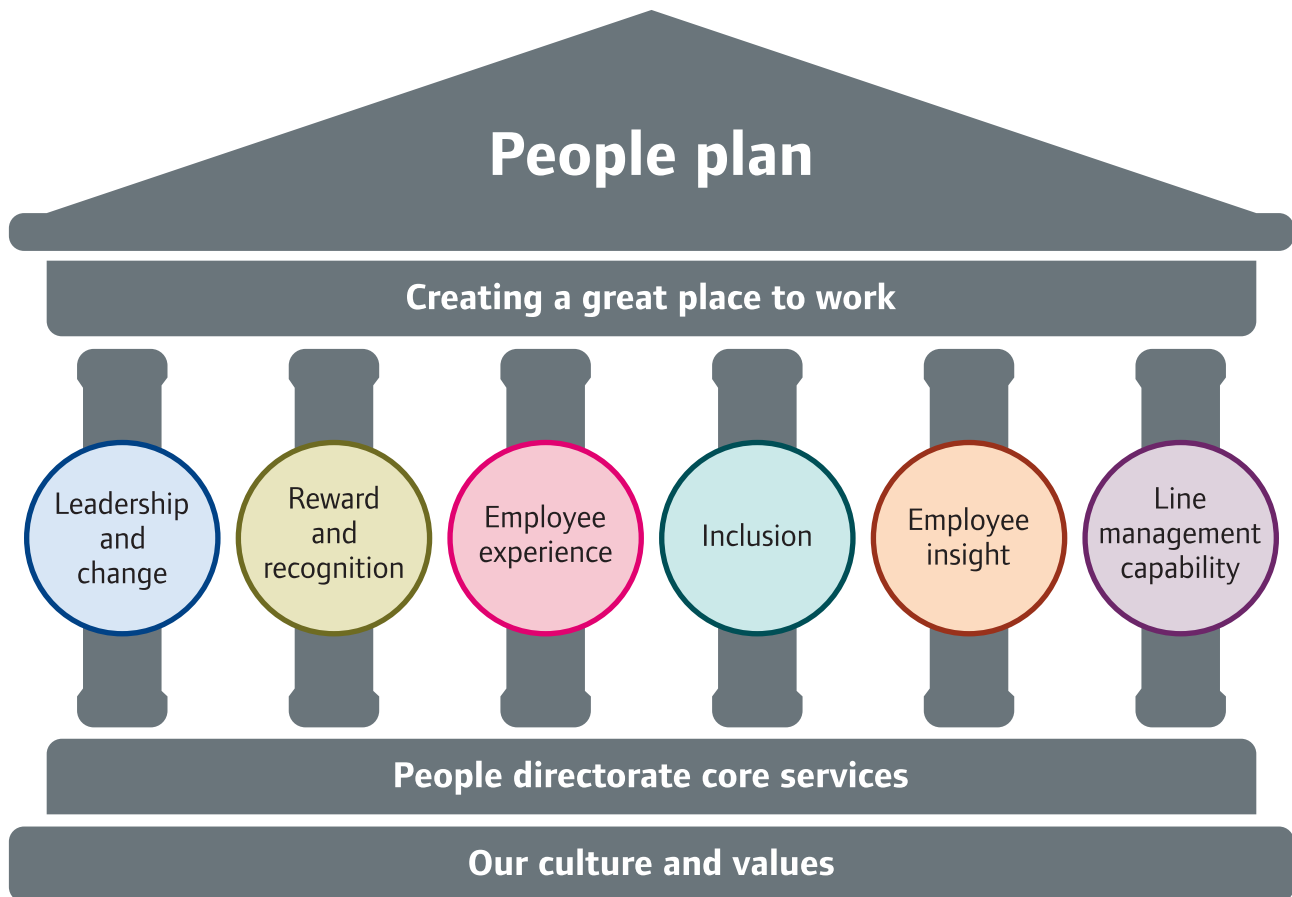 People plan
Creating a great place to work
Leadership
and
change
Reward
and
recognition
Employee
experience
Inclusion
Employee
insight
Line
management
capability
People directorate core services
Our culture and values